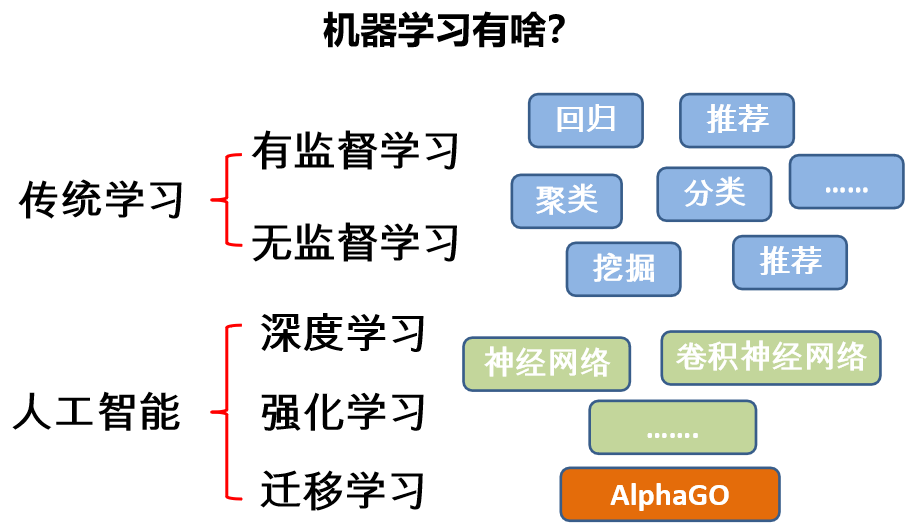 机器学习有啥？
传统学习
有监督学习
无监督学习
回归
推荐
聚类
分类
……
挖掘
推荐
人工智能
深度学习
强化学习
迁移学习
神经网络
卷积神经网络
…….
AlphaGO